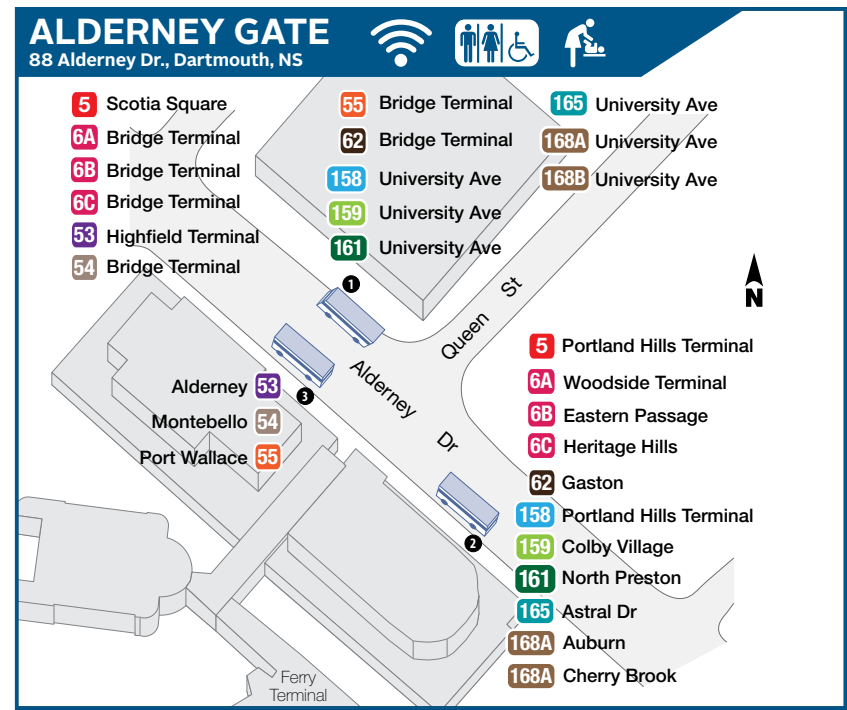 ALDERNEY GATE
88 Alderney Dr., Dartmouth, NS
5 Scotia Square
6A Bridge Terminal
6B Bridge Terminal
6C Bridge Terminal
53 Highfield Terminal
54 Bridge Terminal
55 Bridge Terminal
62 Bridge Terminal
158 University Ave
159 University Ave
161 University Ave
165 University Ave
168A University Ave
168B University Ave
1
N
Queen St
Alderney Dr
3
Alderney 53
Montebello 54
Port Wallace 55
2
5 Portland Hills Terminal
6A Woodside Terminal
6B Eastern Passage
6C Heritage Hills
62 Gaston
158 Portland Hills Terminal
159 Colby Village
161 North Preston
165 Astral Dr
168A Auburn
168A Cherry Brook
Ferry
Terminal